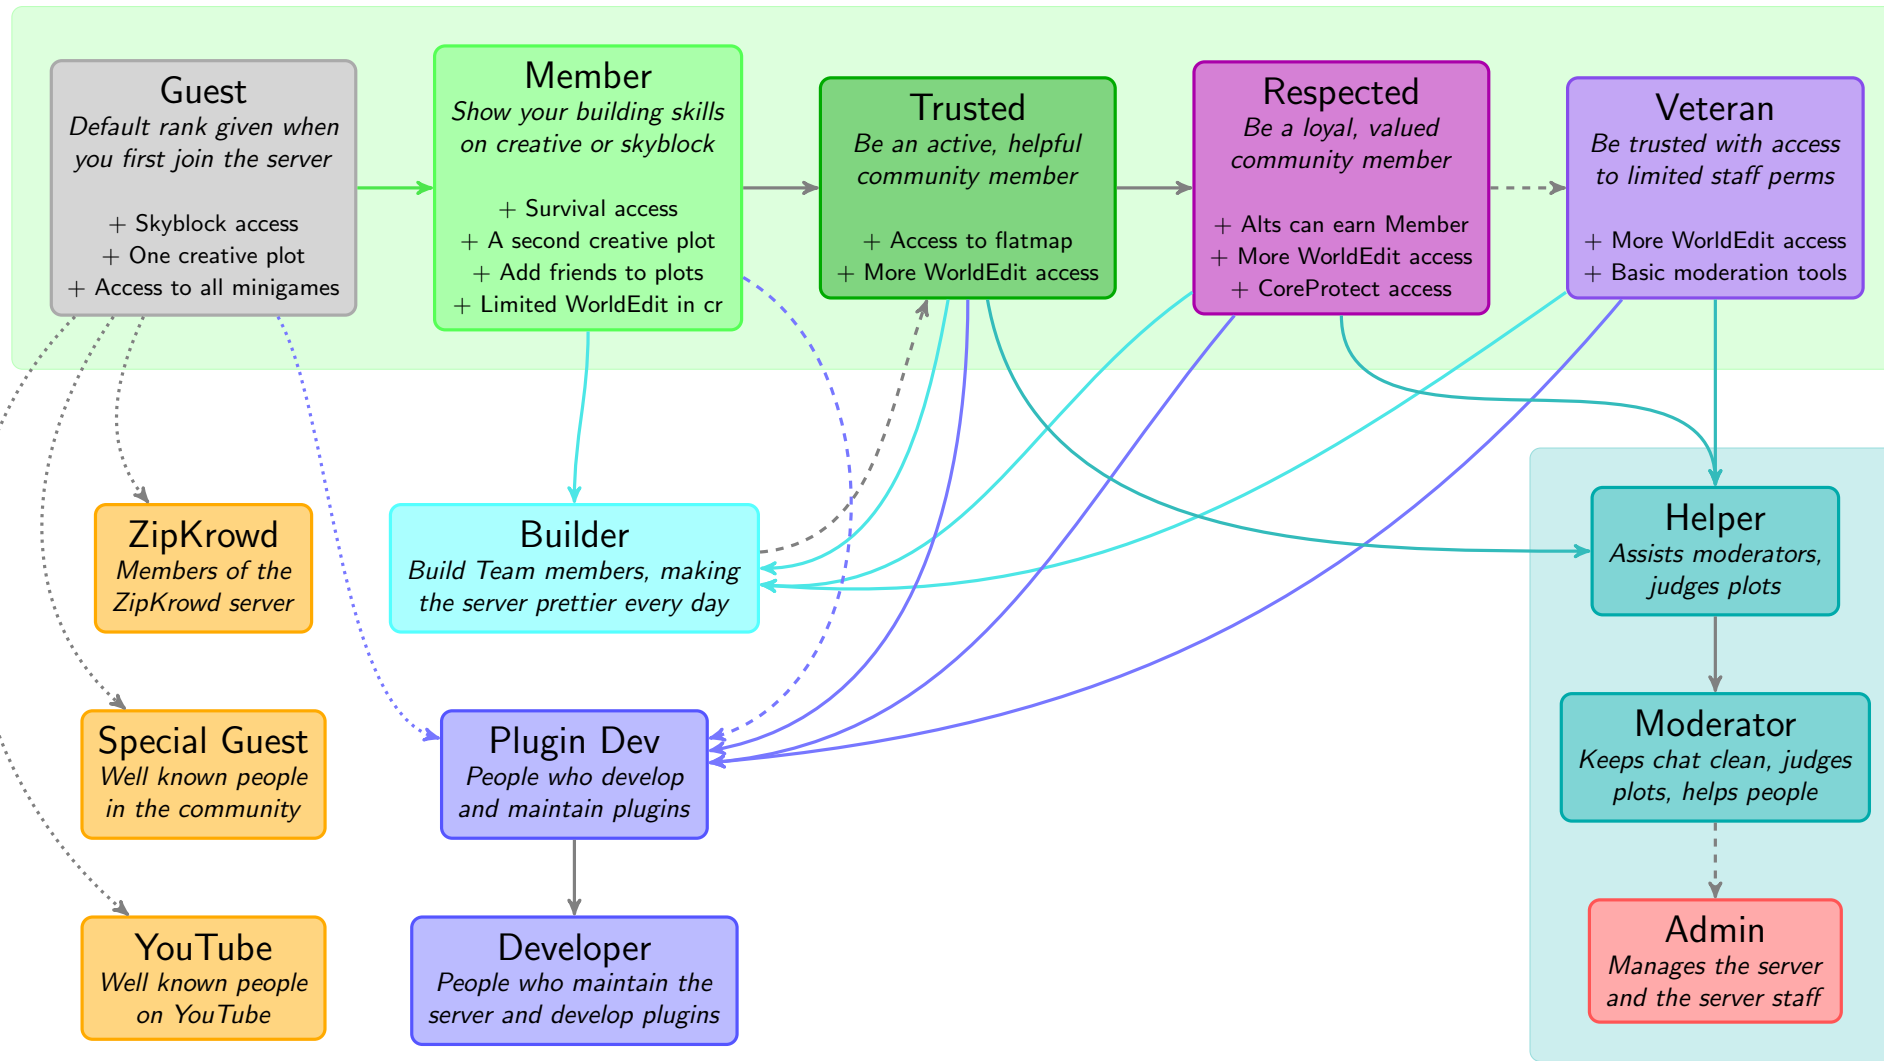 Guest
Default rank given when
you first join the server
+ Skyblock access
+ One creative plot
+ Access to all minigames
Member
Show your building skills
on creative or skyblock
+ Survival access
+ A second creative plot
+ Add friends to plots
+ Limited WorldEdit in cr
Trusted
Be an active, helpful
community member
+ Access to flatmap
+ More WorldEdit access
Respected
Be a loyal, valued
community member
+ Alts can earn Member
+ More WorldEdit access
+ CoreProtect access
Veteran
Be trusted with access
to limited staff perms
+ More WorldEdit access
+ Basic moderation tools
ZipKrowd
Members of the
ZipKrowd server
Builder
Build Team members, making
the server prettier every day
Helper
Assists moderators,
judges plots
Special Guest
Well known people
in the community
Plugin Dev
People who develop
and maintain plugins
Moderator
Keeps chat clean, judges
plots, helps people
YouTube
Well known people
on YouTube
Developer
People who maintain the
server and develop plugins
Admin
Manages the server
and the server staff